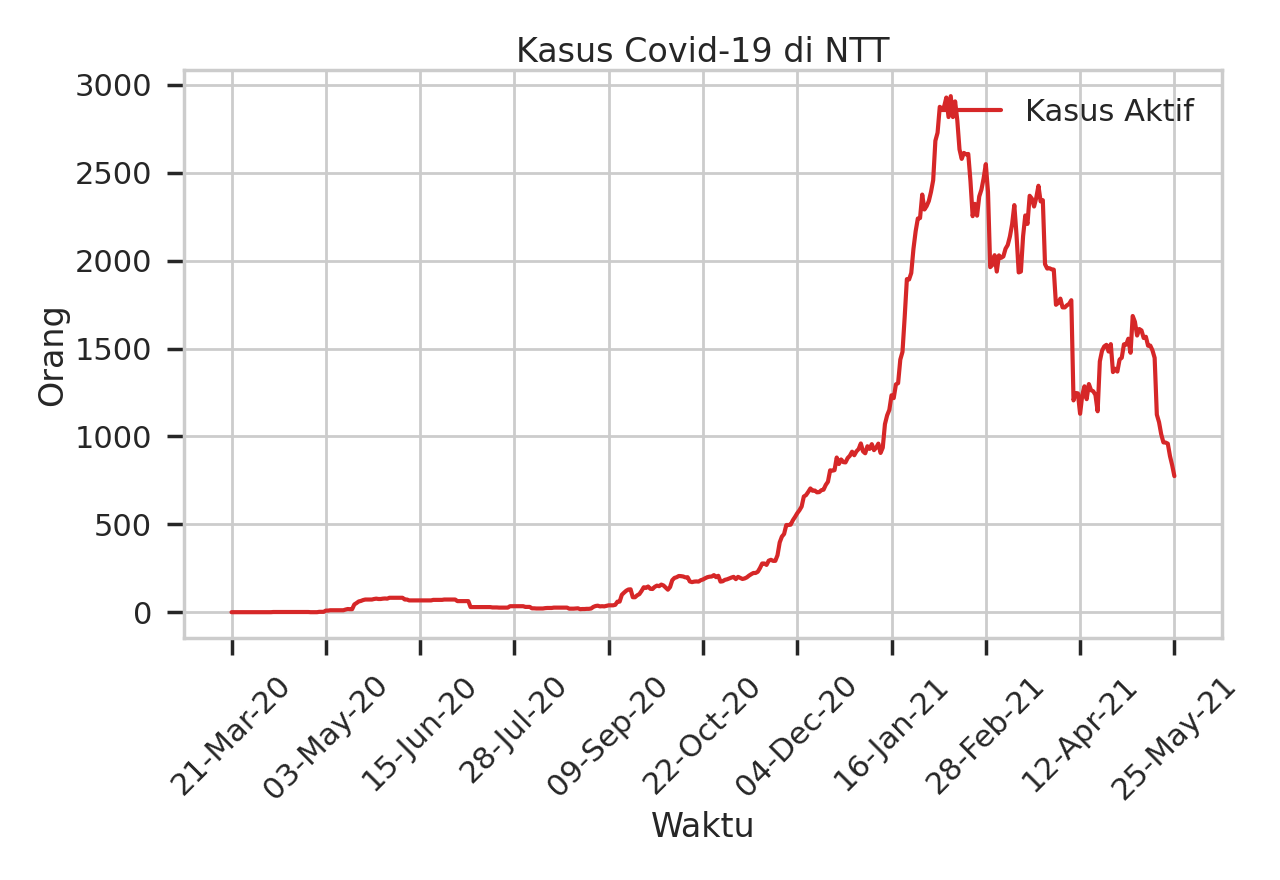 Kasus Covid-19 di NTT
Kasus Aktif
3000
2500
2000
1500
1000
500
0
Orang
21-Mar-20
03-May-20
15-Jun-20
28-Jul-20
09-Sep-20
22-Oct-20
04-Dec-20
16-Jan-21
28-Feb-21
12-Apr-21
25-May-21
Waktu